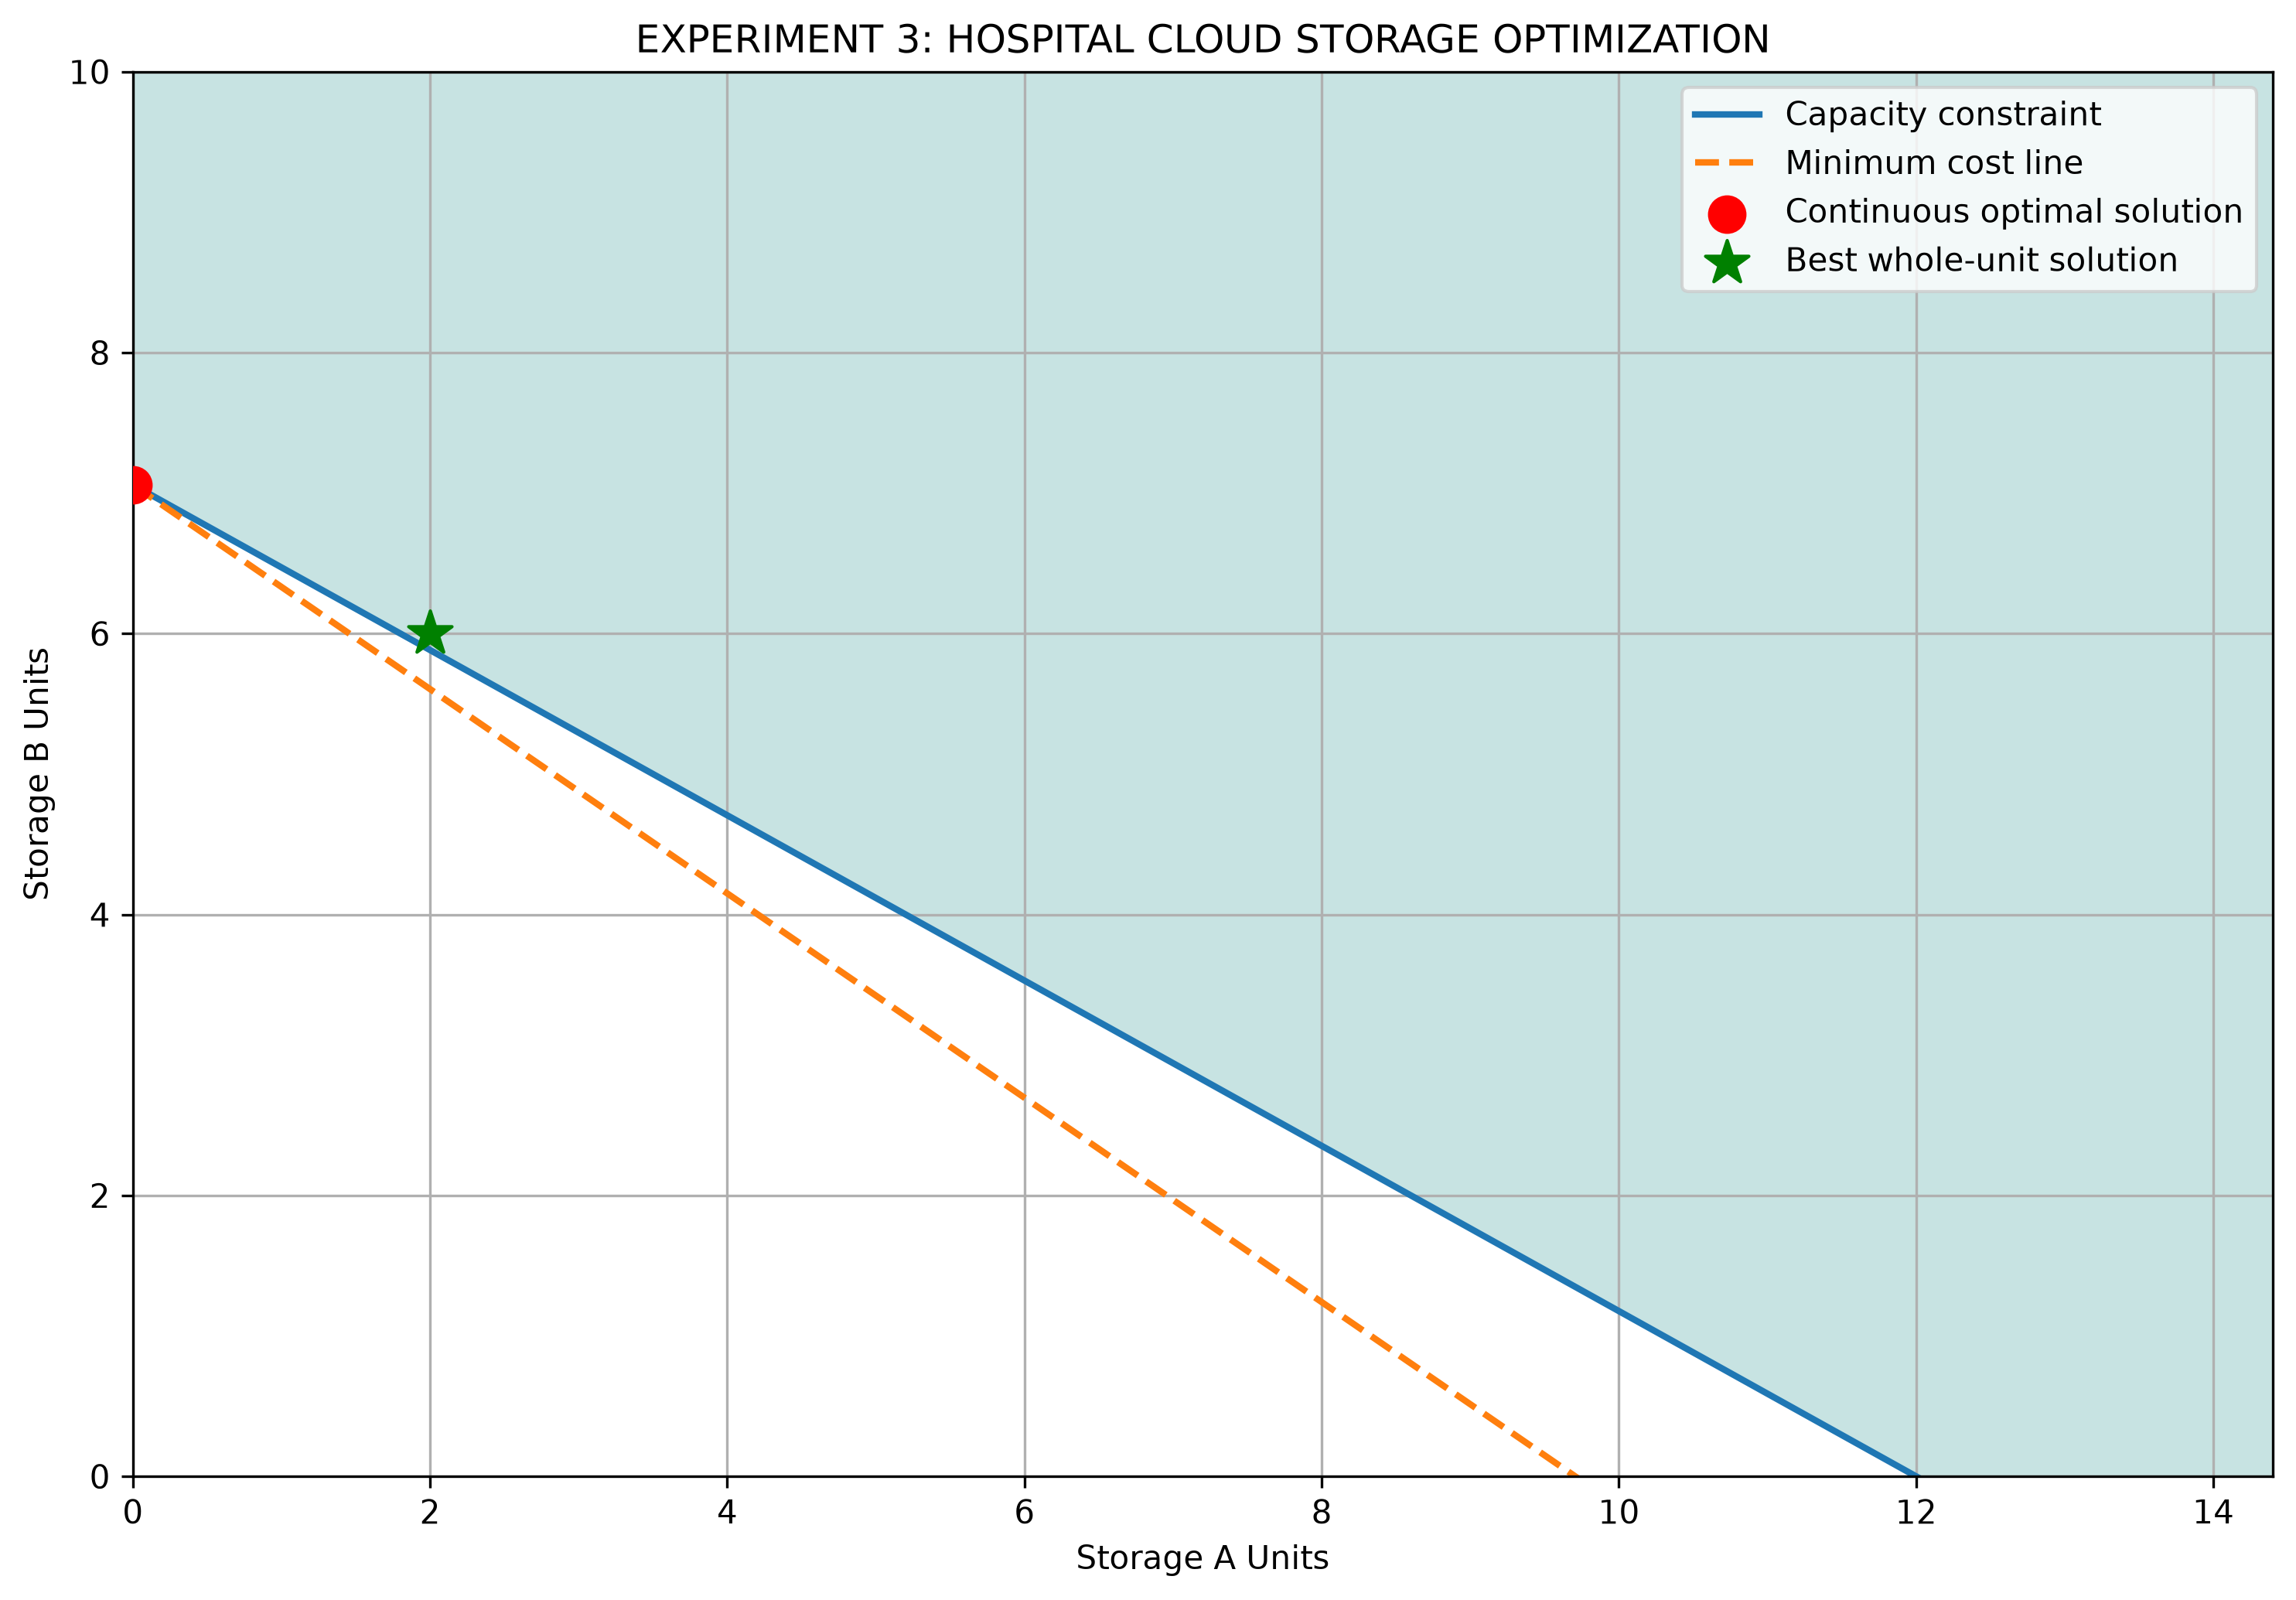 EXPERIMENT 3: HOSPITAL CLOUD STORAGE OPTIMIZATION
Capacity constraint
Minimum cost line
Continuous optimal solution
Best whole-unit solution
10
8
6
4
2
0
Storage B Units
0 2 4 6 8 10 12 14
Storage A Units